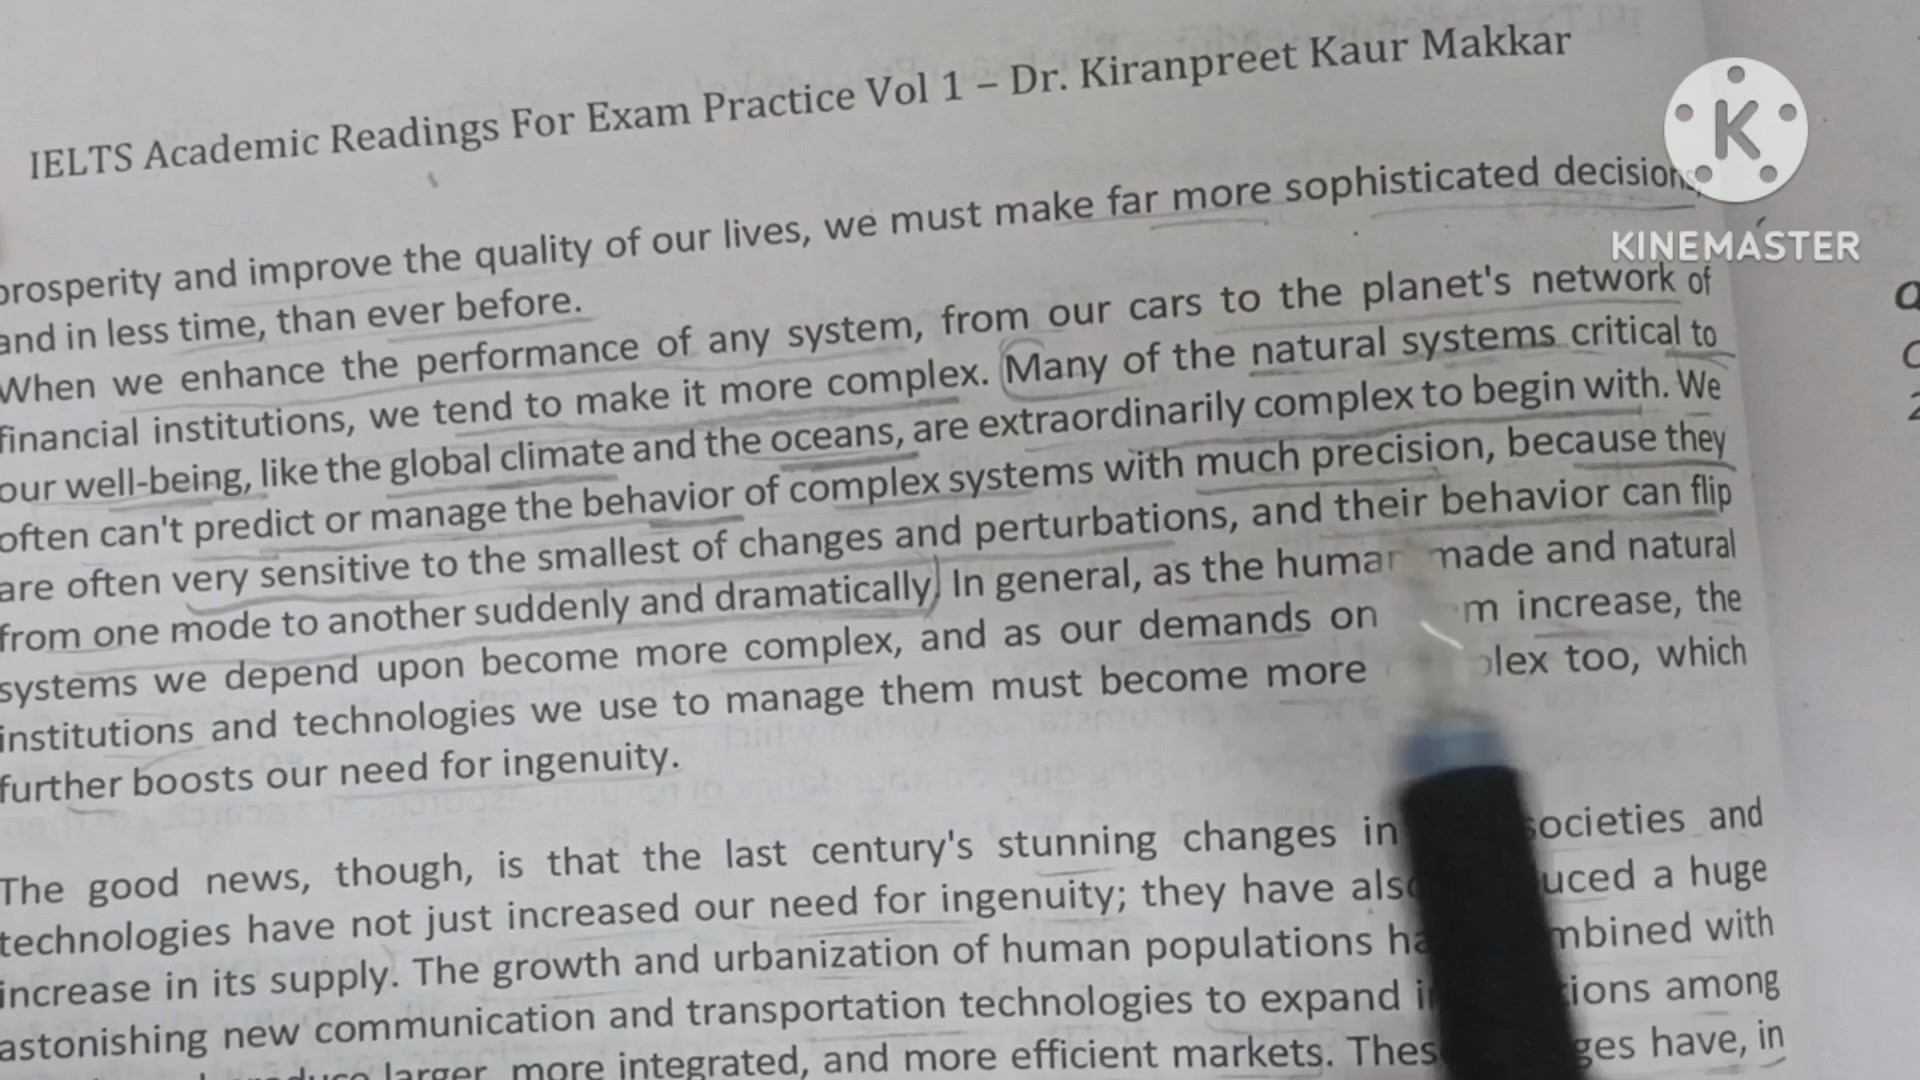 IELTS Academic Readings For Exam Practice Vol 1 – Dr. Kiranpreet Kaur Makkar
K
KINEMASTER
prosperity and improve the quality of our lives, we must make far more sophisticated decisions,
and in less time, than ever before.
When we enhance the performance of any system, from our cars to the planet's network of
financial institutions, we tend to make it more complex. Many of the natural systems critical to
our well-being, like the global climate and the oceans, are extraordinarily complex to begin with. We
often can't predict or manage the behavior of complex systems with much precision, because they
are often very sensitive to the smallest of changes and perturbations, and their behavior can flip
from one mode to another suddenly and dramatically. In general, as the human made and natural
systems we depend upon become more complex, and as our demands on increase, the
institutions and technologies we use to manage them must become more too, which
further boosts our need for ingenuity.
The good news, though, is that the last century's stunning changes in societies and
technologies have not just increased our need for ingenuity; they have also a huge
increase in its supply. The growth and urbanization of human populations with
astonishing new communication and transportation technologies to expand among
larger, more integrated, and more efficient markets. have, in